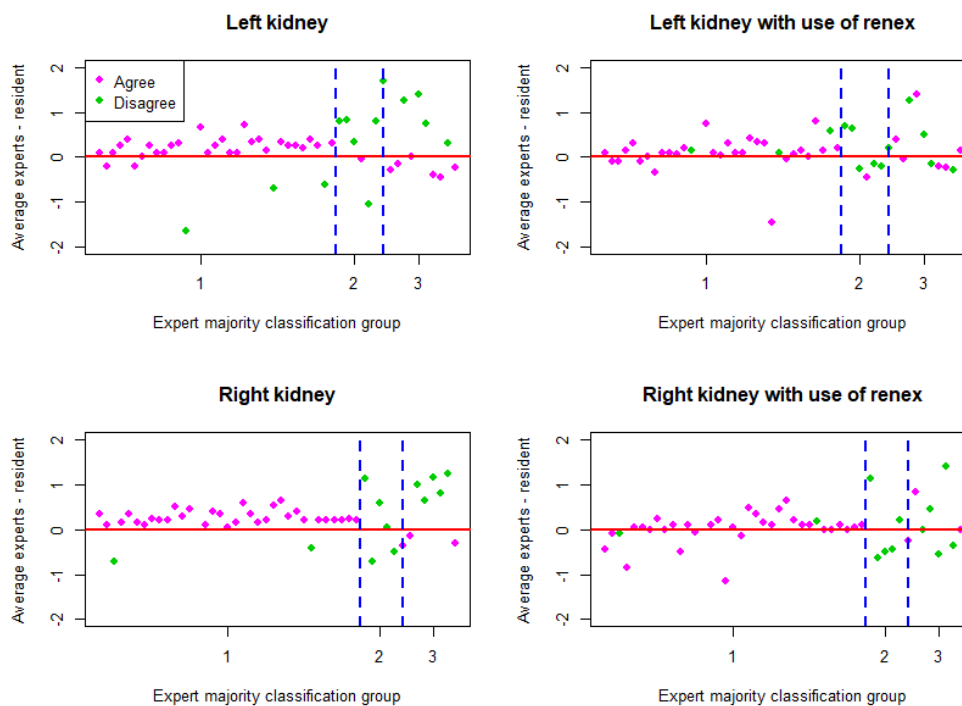 Left kidney
Average experts - resident
2
1
0
-1
-2
Agree
Disagree
1
2
3
Expert majority classification group
Left kidney with use of renex
Average experts - resident
2
1
0
-1
-2
1
2
3
Expert majority classification group
Right kidney
Average experts - resident
2
1
0
-1
-2
1
2
3
Expert majority classification group
Right kidney with use of renex
Average experts - resident
2
1
0
-1
-2
1
2
3
Expert majority classification group